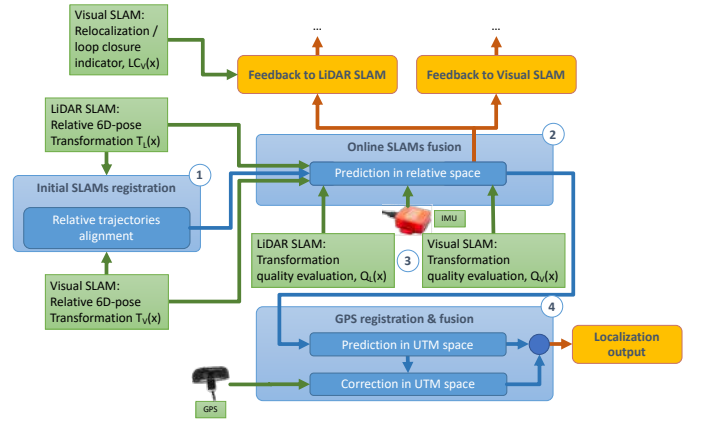 Visual SLAM:
Relocalization /
loop closure
indicator, LCV(x)
...
...
Feedback to LiDAR SLAM
Feedback to Visual SLAM
LiDAR SLAM:
Relative 6D-pose
Transformation TL(x)
2
Online SLAMs fusion
Prediction in relative space
1
Initial SLAMs registration
Relative trajectories
alignment
IMU
LiDAR SLAM:
Transformation
quality evaluation, QL(x)
3
Visual SLAM:
Transformation
quality evaluation, QV(x)
Visual SLAM:
Relative 6D-pose
Transformation TV(x)
4
GPS registration & fusion
Prediction in UTM space
Correction in UTM space
Localization
output
GPS